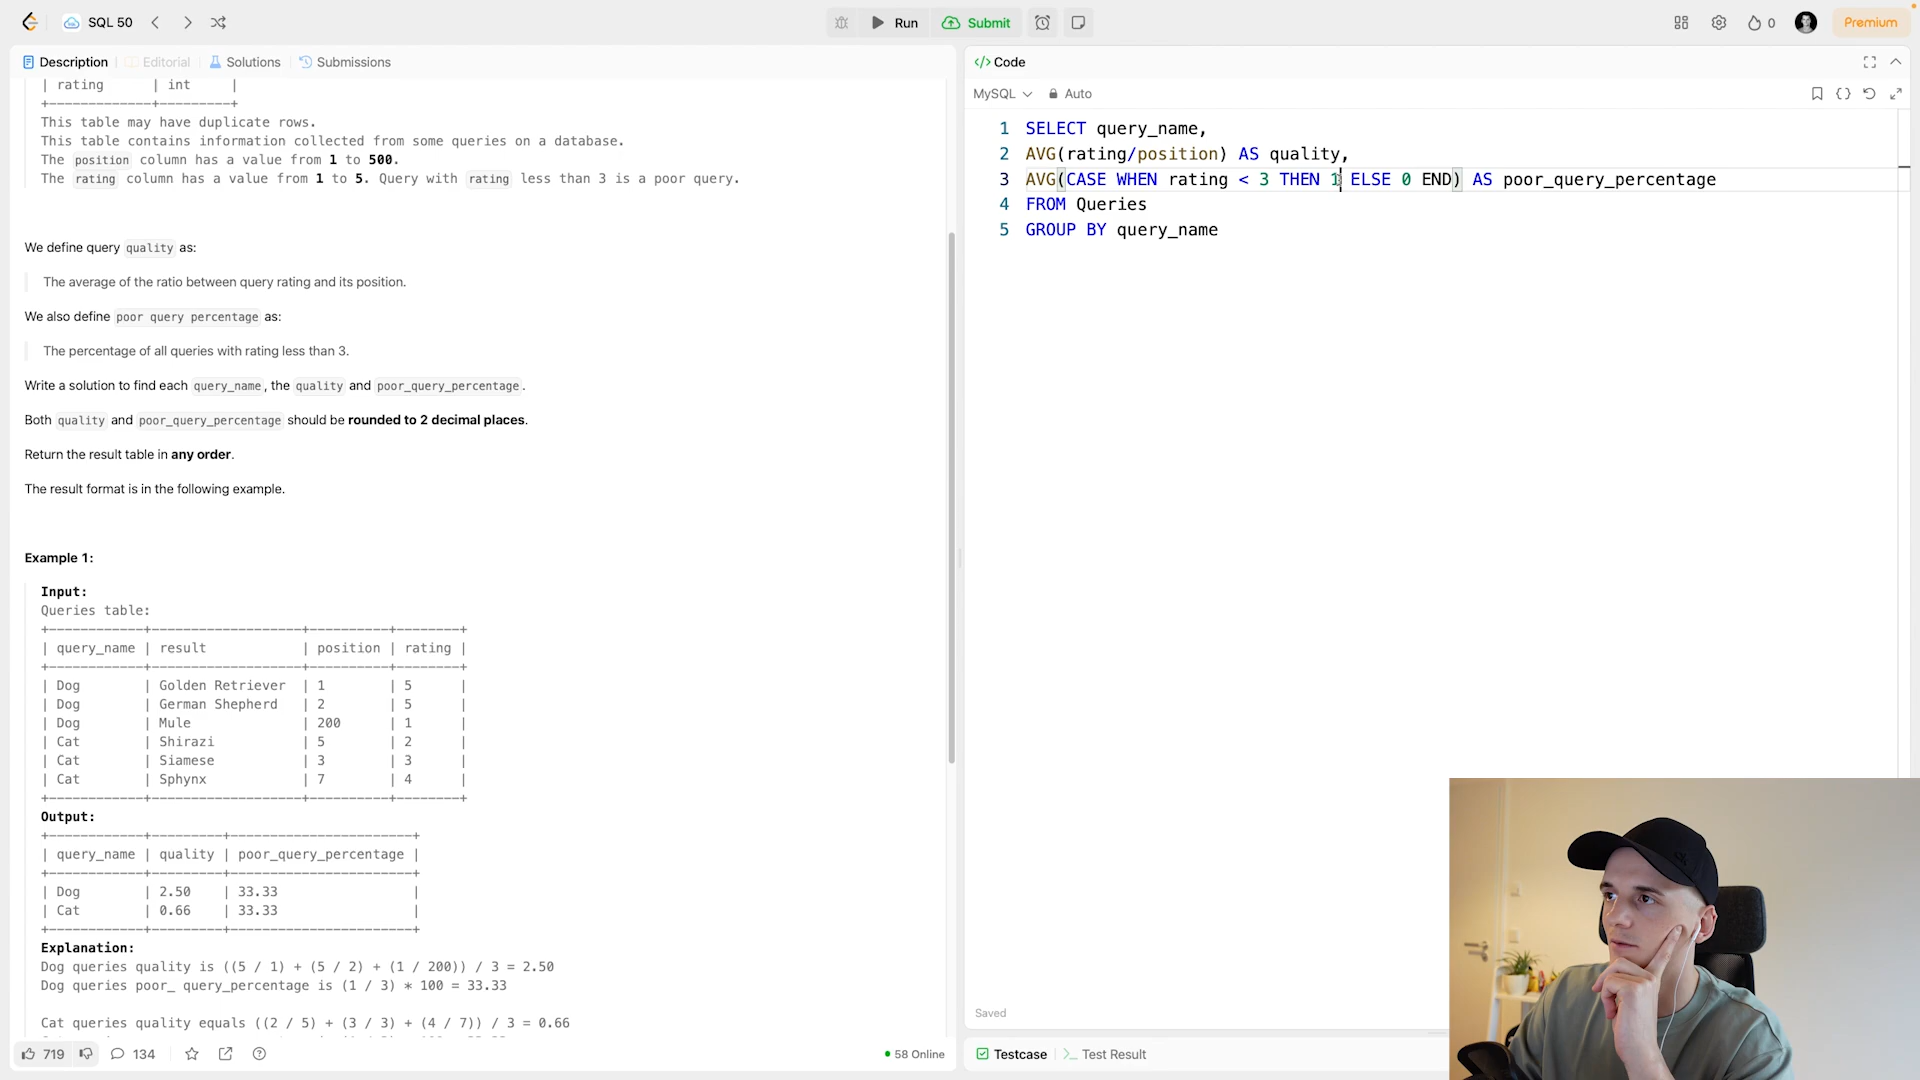 SQL 50
Run
Submit
0
Premium
Description
Editorial
Solutions
Submissions
| rating | int |
+--------------+---------+
This table may have duplicate rows.
This table contains information collected from some queries on a database.
The position column has a value from 1 to 500.
The rating column has a value from 1 to 5. Query with rating less than 3 is a poor query.
We define query quality as:
The average of the ratio between query rating and its position.
We also define poor query percentage as:
The percentage of all queries with rating less than 3.
Write a solution to find each query_name, the quality and poor_query_percentage.
Both quality and poor_query_percentage should be rounded to 2 decimal places.
Return the result table in any order.
The result format is in the following example.
Example 1:
Input:
Queries table:
+------------+-------------------+----------+--------+
| query_name | result | position | rating |
+------------+-------------------+----------+--------+
| Dog | Golden Retriever | 1 | 5 |
| Dog | German Shepherd | 2 | 5 |
| Dog | Mule | 200 | 1 |
| Cat | Shirazi | 5 | 2 |
| Cat | Siamese | 3 | 3 |
| Cat | Sphynx | 7 | 4 |
+------------+-------------------+----------+--------+
Output:
+------------+---------+-----------------------+
| query_name | quality | poor_query_percentage |
+------------+---------+-----------------------+
| Dog | 2.50 | 33.33 |
| Cat | 0.66 | 33.33 |
+------------+---------+-----------------------+
Explanation:
Dog queries quality is ((5 / 1) + (5 / 2) + (1 / 200)) / 3 = 2.50
Dog queries poor_ query_percentage is (1 / 3) * 100 = 33.33
Cat queries quality equals ((2 / 5) + (3 / 3) + (4 / 7)) / 3 = 0.66
719
134
58 Online
</> Code
MySQL
Auto
1 SELECT query_name,
2 AVG(rating/position) AS quality,
3 AVG(CASE WHEN rating < 3 THEN 1 ELSE 0 END) AS poor_query_percentage
4 FROM Queries
5 GROUP BY query_name
Saved
Testcase
Test Result